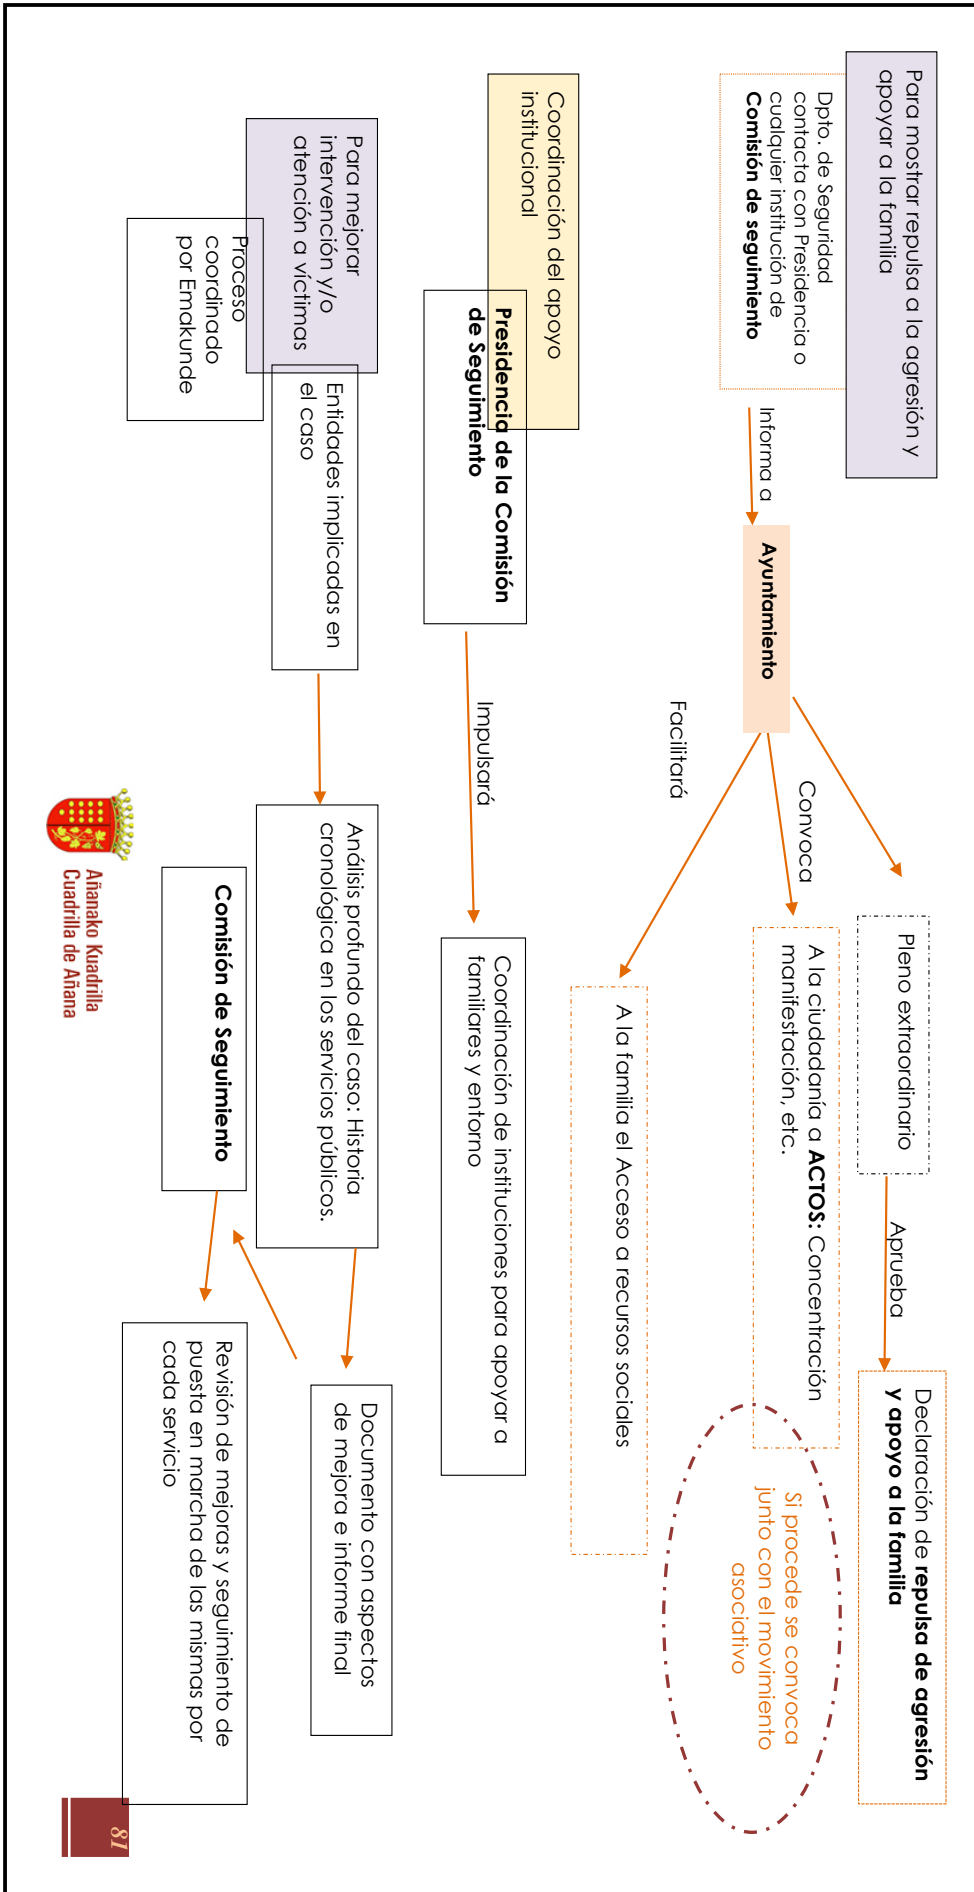 Para mostrar repulsa a la agresión y
apoyar a la familia
Dpto. de Seguridad
contacta con Presidencia o
cualquier institución de
Comisión de seguimiento
Informa a
Ayuntamiento
Pleno extraordinario
Aprueba
Declaración de repulsa de agresión
y apoyo a la familia
Convoca
A la ciudadanía a ACTOS: Concentración
manifestación, etc.
Si procede se convoca
junto con el movimiento
asociativo
Facilitará
A la familia el Acceso a recursos sociales
Coordinación del apoyo
institucional
Presidencia de la Comisión
de Seguimiento
Impulsará
Coordinación de instituciones para apoyar a
familiares y entorno
Para mejorar
intervención y/o
atención a víctimas
Proceso
coordinado
por Emakunde
Entidades implicadas en
el caso
Análisis profundo del caso: Historia
cronológica en los servicios públicos.
Documento con aspectos
de mejora e informe final
Comisión de Seguimiento
Revisión de mejoras y seguimiento de
puesta en marcha de las mismas por
cada servicio
Añanako Kuadrilla
Cuadrilla de Añana
81